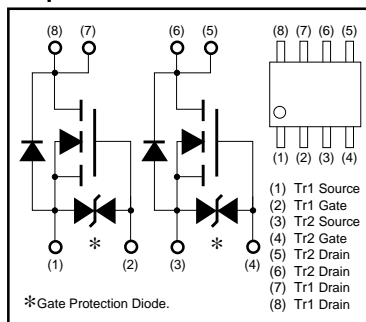 (8) (7) (6) (5) (8) (7) (6) (5)
(1) (2) (3) (4)
(1) Tr1 Source
(2) Tr1 Gate
(3) Tr2 Source
(4) Tr2 Gate
(5) Tr2 Drain
(6) Tr2 Drain
(7) Tr1 Drain
(8) Tr1 Drain
* *
(1) (2) (3) (4)
*Gate Protection Diode.